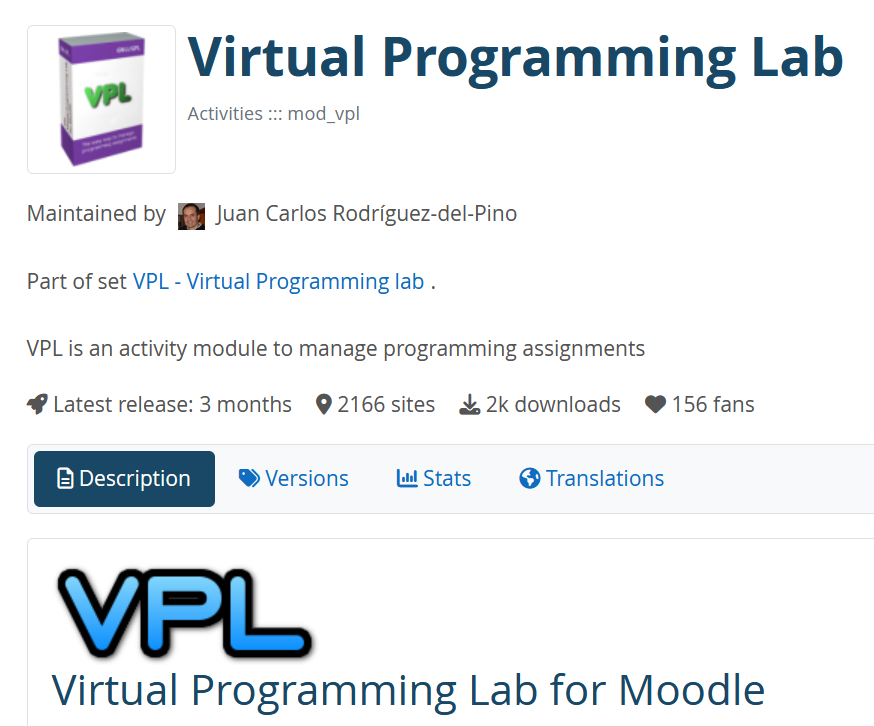 VPL
Virtual Programming Lab
Activities ::: mod_vpl
Maintained by Juan Carlos Rodríguez-del-Pino
Part of set VPL - Virtual Programming lab .
VPL is an activity module to manage programming assignments
Latest release: 3 months 2166 sites 2k downloads 156 fans
Description Versions Stats Translations
VPL
Virtual Programming Lab for Moodle